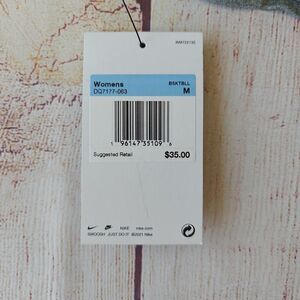 Womens BSKTBLL
DQ7177-063 M
1 96147 35109 6
Suggested Retail $35.00
NIKE nike.com
SWOOSH JUST DO IT ©2021 Nike